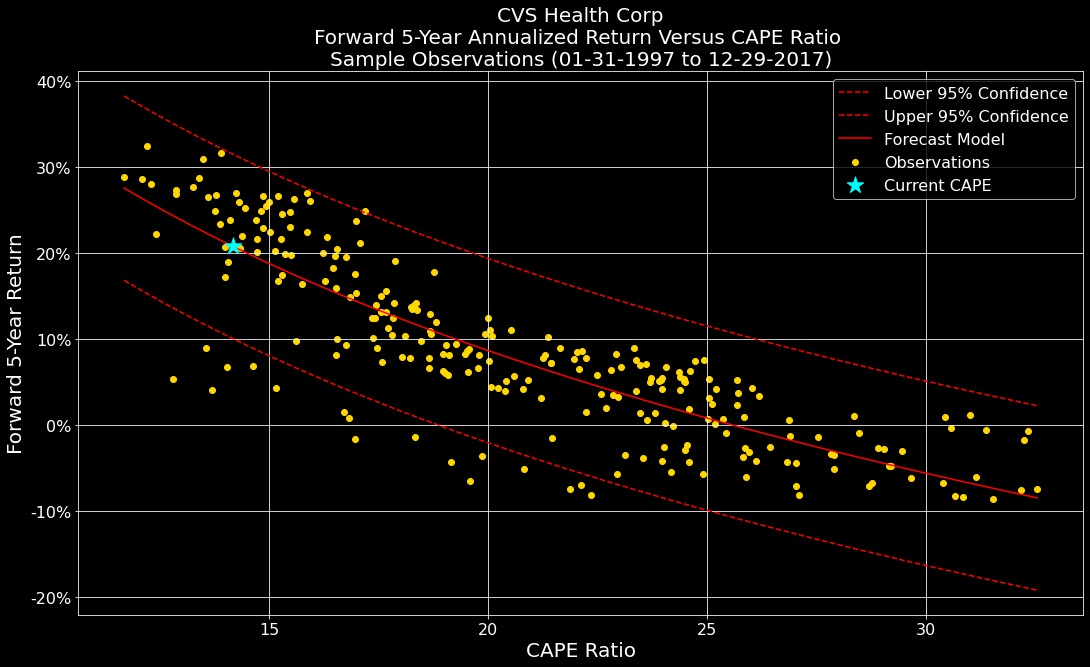 CVS Health Corp
Forward 5-Year Annualized Return Versus CAPE Ratio
Sample Observations (01-31-1997 to 12-29-2017)
Lower 95% Confidence
Upper 95% Confidence
Forecast Model
Observations
Current CAPE
Forward 5-Year Return
40%
30%
20%
10%
0%
-10%
-20%
15
20
25
30
CAPE Ratio